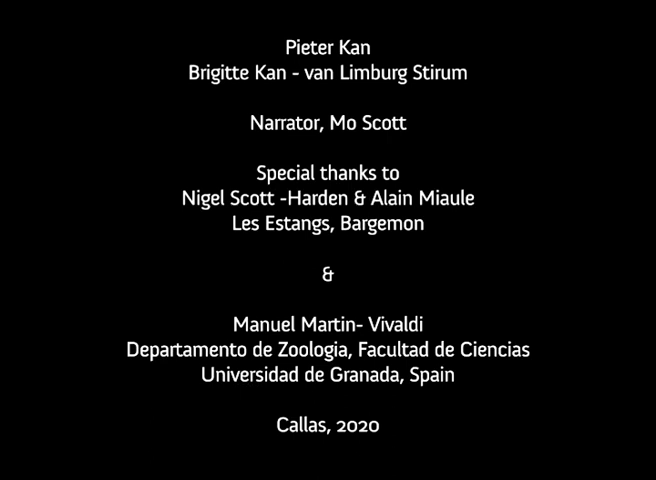 Pieter Kan
Brigitte Kan - van Limburg Stirum
Narrator, Mo Scott
Special thanks to
Nigel Scott -Harden & Alain Miaule
Les Estangs, Bargemon
&
Manuel Martin- Vivaldi
Departamento de Zoologia, Facultad de Ciencias
Universidad de Granada, Spain
Callas, 2020